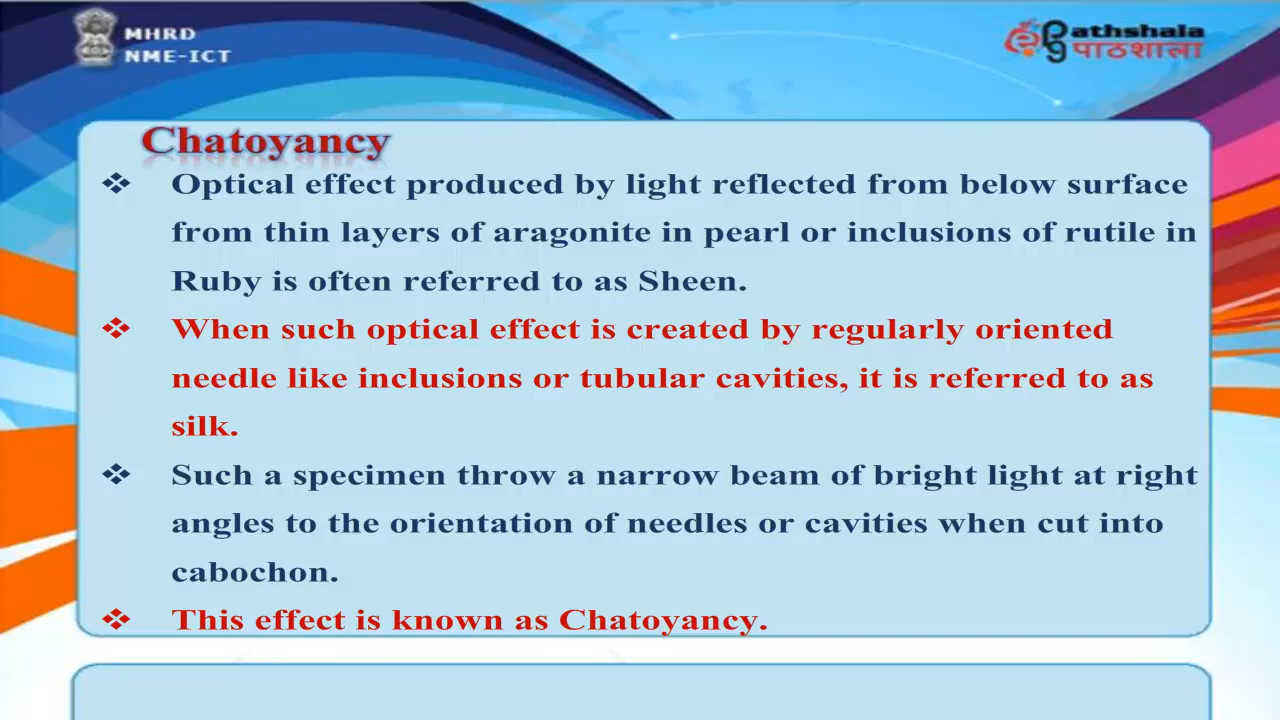 MHRD
NME-ICT
e pg athshala
पाठशाला
Chatoyancy
❖ Optical effect produced by light reflected from below surface
from thin layers of aragonite in pearl or inclusions of rutile in
Ruby is often referred to as Sheen.
❖ When such optical effect is created by regularly oriented
needle like inclusions or tubular cavities, it is referred to as
silk.
❖ Such a specimen throw a narrow beam of bright light at right
angles to the orientation of needles or cavities when cut into
cabochon.
❖ This effect is known as Chatoyancy.